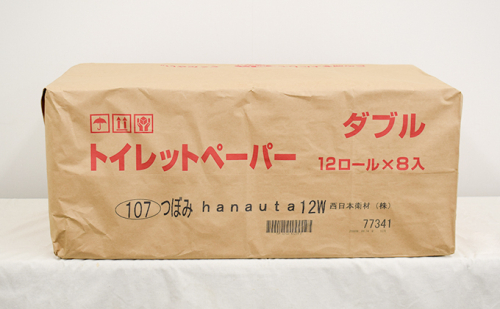 ダブル
トイレットペーパー 12ロール×8入
107 つぼみ hanauta12W 西日本衛材(株)
77341